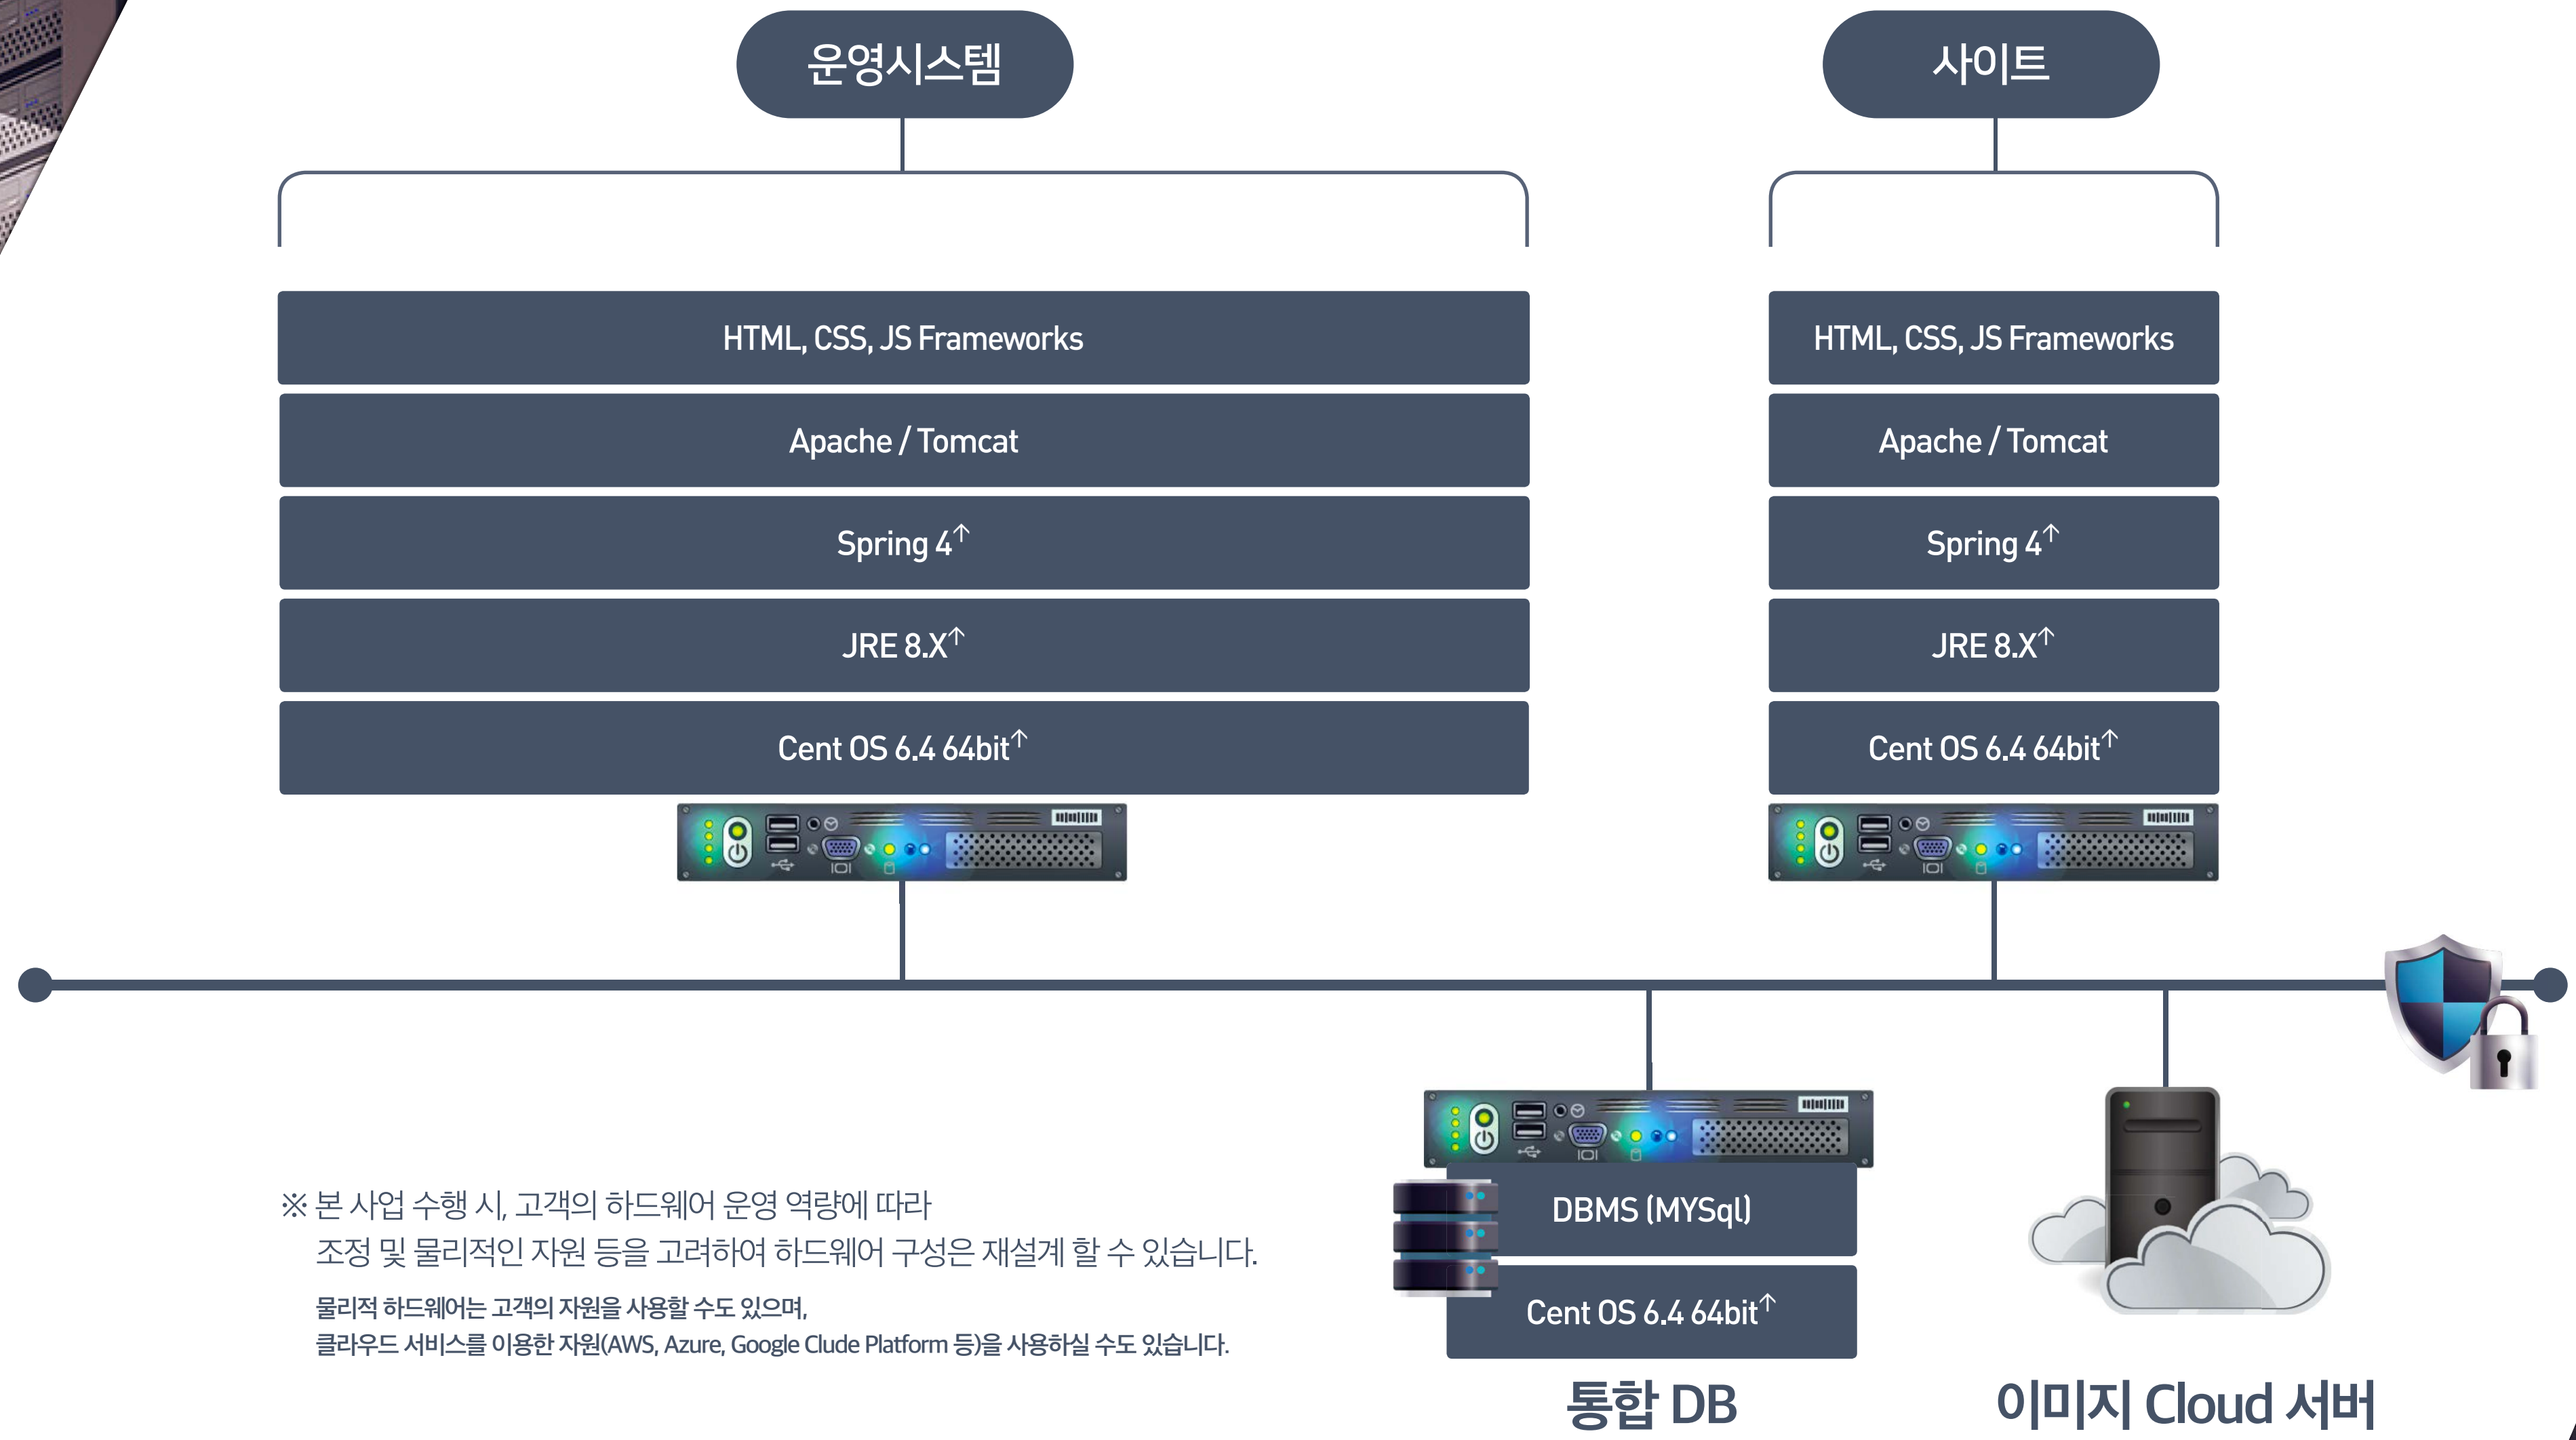 운영시스템
사이트
HTML, CSS, JS Frameworks
Apache / Tomcat
Spring 4↑
JRE 8.X↑
Cent OS 6.4 64bit↑
HTML, CSS, JS Frameworks
Apache / Tomcat
Spring 4↑
JRE 8.X↑
Cent OS 6.4 64bit↑
※ 본 사업 수행 시, 고객의 하드웨어 운영 역량에 따라
조정 및 물리적인 자원 등을 고려하여 하드웨어 구성은 재설계 할 수 있습니다.
물리적 하드웨어는 고객의 자원을 사용할 수도 있으며,
클라우드 서비스를 이용한 자원(AWS, Azure, Google Clude Platform 등)을 사용하실 수도 있습니다.
DBMS (MYSql)
Cent OS 6.4 64bit↑
통합 DB
이미지 Cloud 서버